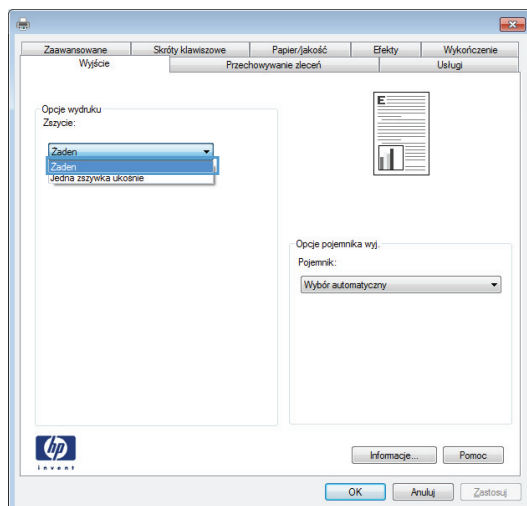 Zaawansowane Skróty klawiszowe Papier/jakość Efekty Wykończenie
Wyjście Przechowywanie zleceń Usługi
Opcje wydruku
Zszycie:
Żaden
Żaden
Jedna zszywka ukośnie
E
Opcje pojemnika wyj.
Pojemnik:
Wybór automatyczny
hp
invent
Informacje... Pomoc
OK Anuluj Zastosuj